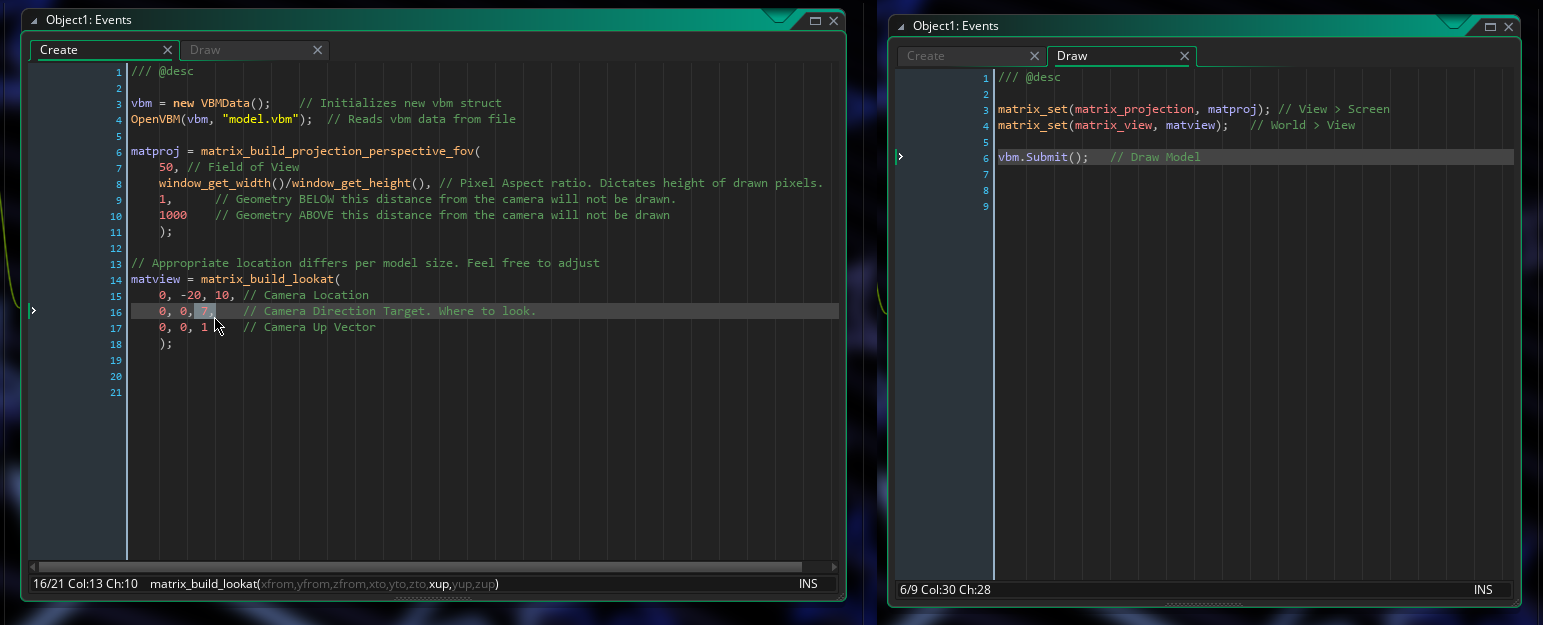 Object1: Events
Create
Draw
1 /// @desc
2
3 vbm = new VBMData();    // Initializes new vbm struct
4 OpenVBM(vbm, "model.vbm");  // Reads vbm data from file
5
6 matproj = matrix_build_projection_perspective_fov(
7     50, // Field of View
8     window_get_width()/window_get_height(), // Pixel Aspect ratio. Dictates height of drawn pixels.
9     1,      // Geometry BELOW this distance from the camera will not be drawn.
10     1000    // Geometry ABOVE this distance from the camera will not be drawn
11     );
12
13 // Appropriate location differs per model size. Feel free to adjust
14 matview = matrix_build_lookat(
15     0, -20, 10, // Camera Location
16     0, 0, 7,    // Camera Direction Target. Where to look.
17     0, 0, 1     // Camera Up Vector
18     );
19
20
21
16/21 Col:13 Ch:10 matrix_build_lookat(xfrom,yfrom,zfrom,xto,yto,zto,xup,yup,zup) INS
Object1: Events
Create
Draw
1 /// @desc
2
3 matrix_set(matrix_projection, matproj); // View > Screen
4 matrix_set(matrix_view, matview);   // World > View
5
6 vbm.Submit();   // Draw Model
7
8
9
6/9 Col:30 Ch:28 INS